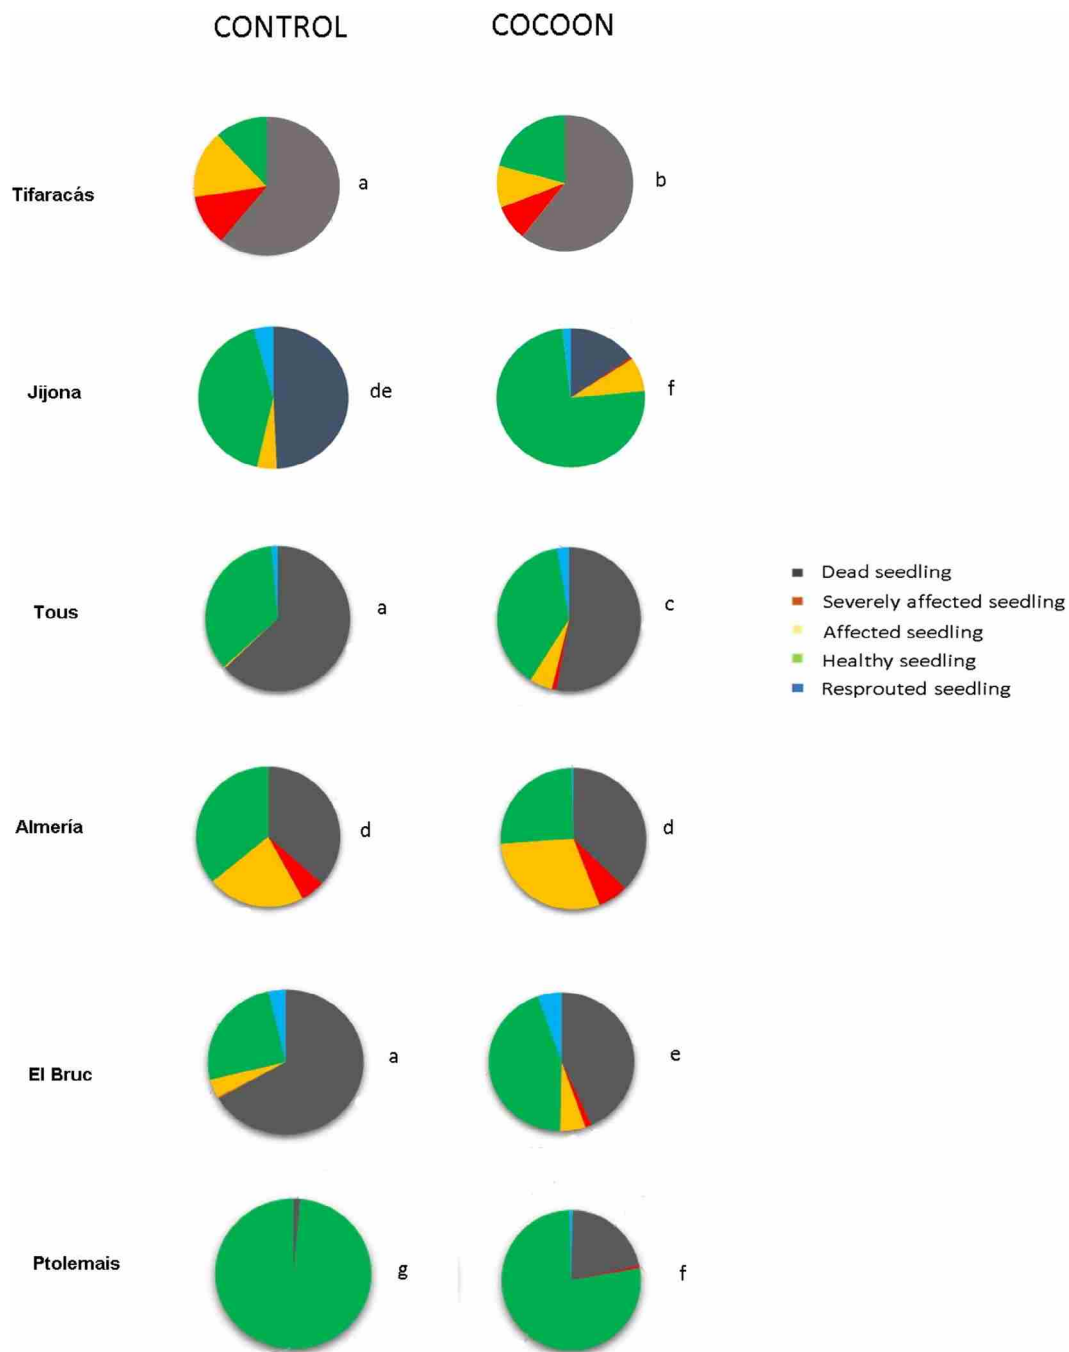 CONTROL COCOON
Tifaracás a b
Jijona de f
Tous a c
Dead seedling
Severely affected seedling
Affected seedling
Healthy seedling
Resprouted seedling
Almería d d
El Bruc a e
Ptolemais g f